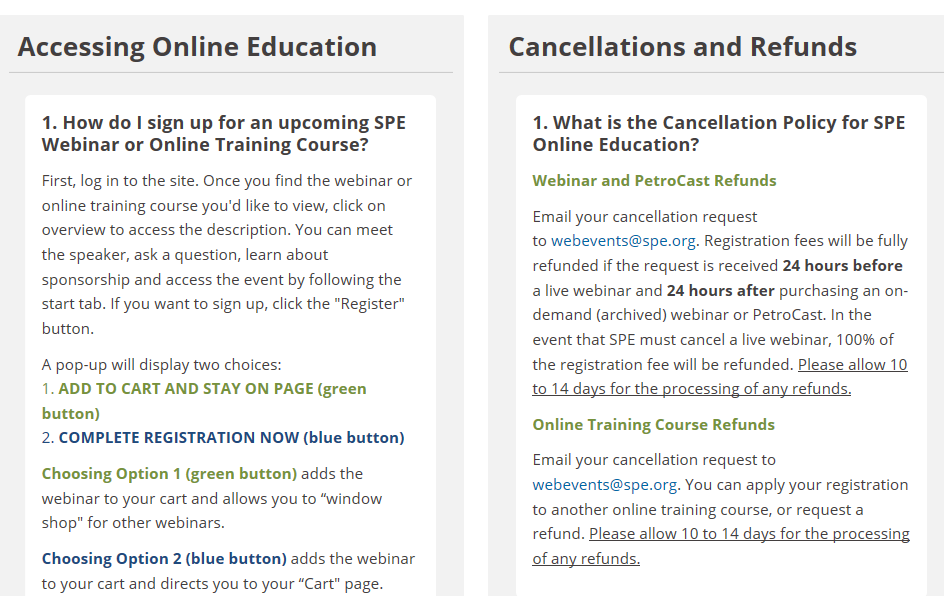 Accessing Online Education
1. How do I sign up for an upcoming SPE
Webinar or Online Training Course?
First, log in to the site. Once you find the webinar or
online training course you'd like to view, click on
overview to access the description. You can meet
the speaker, ask a question, learn about
sponsorship and access the event by following the
start tab. If you want to sign up, click the "Register"
button.
A pop-up will display two choices:
1. ADD TO CART AND STAY ON PAGE (green
button)
2. COMPLETE REGISTRATION NOW (blue button)
Choosing Option 1 (green button) adds the
webinar to your cart and allows you to “window
shop" for other webinars.
Choosing Option 2 (blue button) adds the webinar
to your cart and directs you to your “Cart" page.
Cancellations and Refunds
1. What is the Cancellation Policy for SPE
Online Education?
Webinar and PetroCast Refunds
Email your cancellation request
to webevents@spe.org. Registration fees will be fully
refunded if the request is received 24 hours before
a live webinar and 24 hours after purchasing an on-
demand (archived) webinar or PetroCast. In the
event that SPE must cancel a live webinar, 100% of
the registration fee will be refunded. Please allow 10
to 14 days for the processing of any refunds.
Online Training Course Refunds
Email your cancellation request to
webevents@spe.org. You can apply your registration
to another online training course, or request a
refund. Please allow 10 to 14 days for the processing
of any refunds.